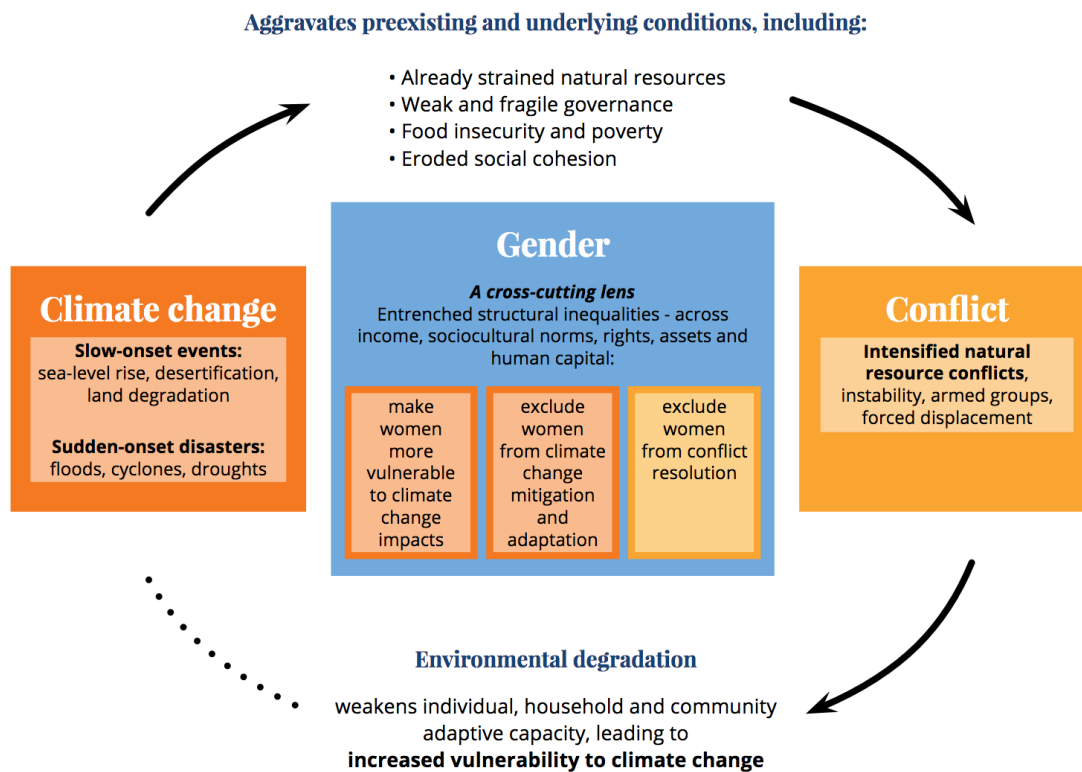 Aggravates preexisting and underlying conditions, including:
• Already strained natural resources
• Weak and fragile governance
• Food insecurity and poverty
• Eroded social cohesion
Climate change
Slow-onset events:
sea-level rise, desertification,
land degradation
Sudden-onset disasters:
floods, cyclones, droughts
Gender
A cross-cutting lens
Entrenched structural inequalities - across
income, sociocultural norms, rights, assets and
human capital:
make
women
more
vulnerable
to climate
change
impacts
exclude
women
from climate
change
mitigation
and
adaptation
exclude
women
from conflict
resolution
Conflict
Intensified natural
resource conflicts,
instability, armed groups,
forced displacement
Environmental degradation
weakens individual, household and community
adaptive capacity, leading to
increased vulnerability to climate change